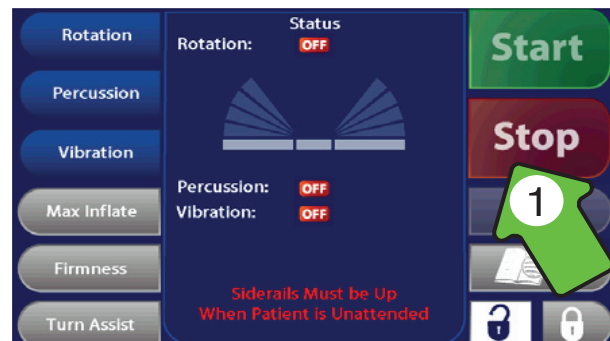 Rotation
Percussion
Vibration
Max Inflate
Firmness
Turn Assist
Status
Rotation: OFF
Percussion: OFF
Vibration: OFF
Siderails Must be Up
When Patient is Unattended
Start
Stop
1